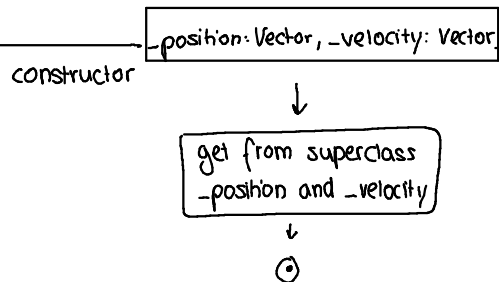 _position: Vector, _velocity: Vector
constructor
get from superclass
_position and _velocity